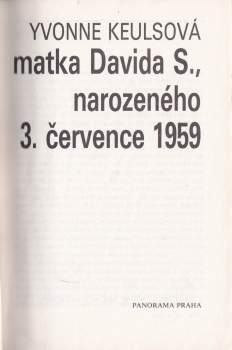 YVONNE KEULSOVÁ
matka Davida S.,
narozeného
3. července 1959
PANORAMA PRAHA